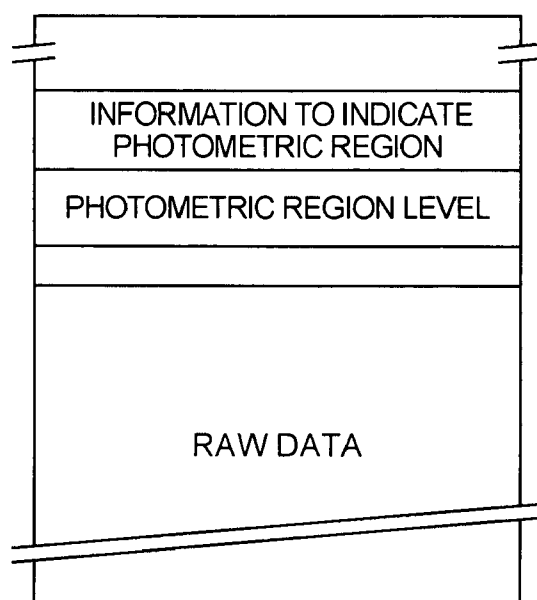 INFORMATION TO INDICATE
PHOTOMETRIC REGION
PHOTOMETRIC REGION LEVEL
RAW DATA